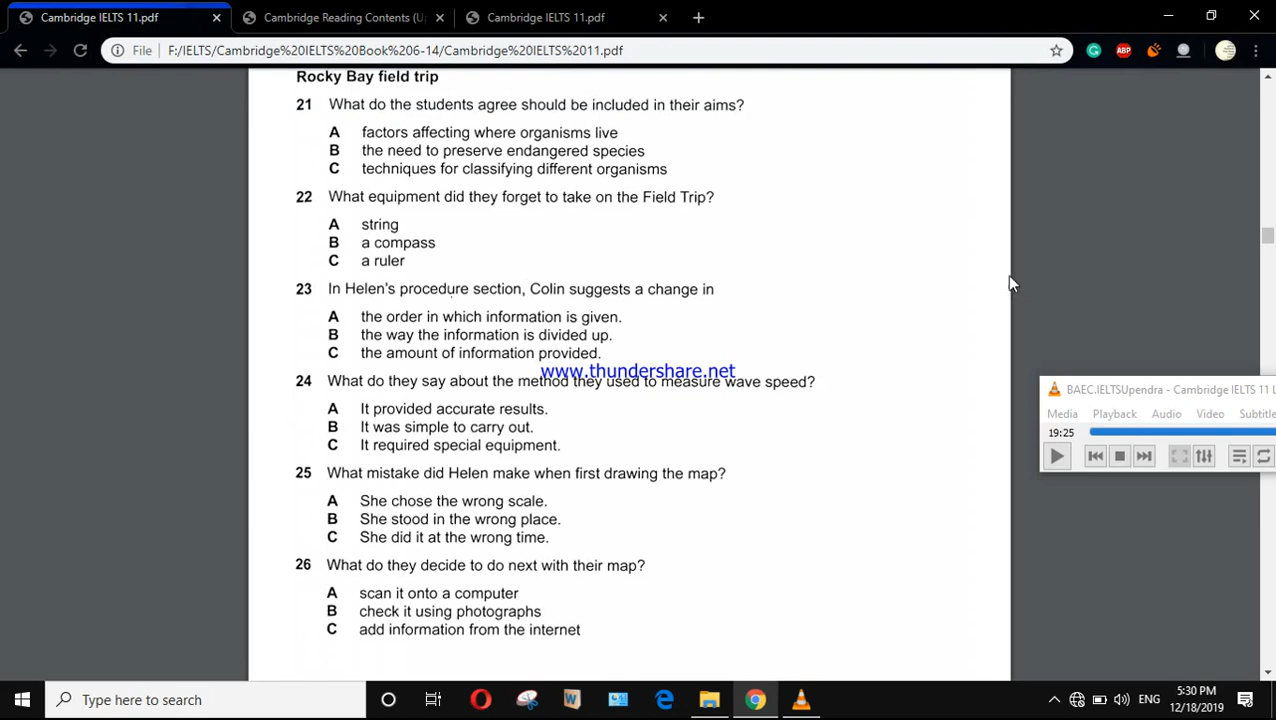 Cambridge IELTS 11.pdf
Cambridge Reading Contents (U
Cambridge IELTS 11.pdf
File
F:/IELTS/Cambridge%20IELTS%20Book%206-14/Cambridge%20IELTS%2011.pdf
ABP
Rocky Bay field trip
21 What do the students agree should be included in their aims?
A factors affecting where organisms live
B the need to preserve endangered species
C techniques for classifying different organisms
22 What equipment did they forget to take on the Field Trip?
A string
B a compass
C a ruler
23 In Helen's procedure section, Colin suggests a change in
A the order in which information is given.
B the way the information is divided up.
C the amount of information provided.
www.thundershare.net
24 What do they say about the method they used to measure wave speed?
A It provided accurate results.
B It was simple to carry out.
C It required special equipment.
25 What mistake did Helen make when first drawing the map?
A She chose the wrong scale.
B She stood in the wrong place.
C She did it at the wrong time.
26 What do they decide to do next with their map?
A scan it onto a computer
B check it using photographs
C add information from the internet
BAEC.IELTSUpendra - Cambridge IELTS 11 L
Media Playback Audio Video Subtitle
19:25
Type here to search
ENG
5:30 PM
12/18/2019